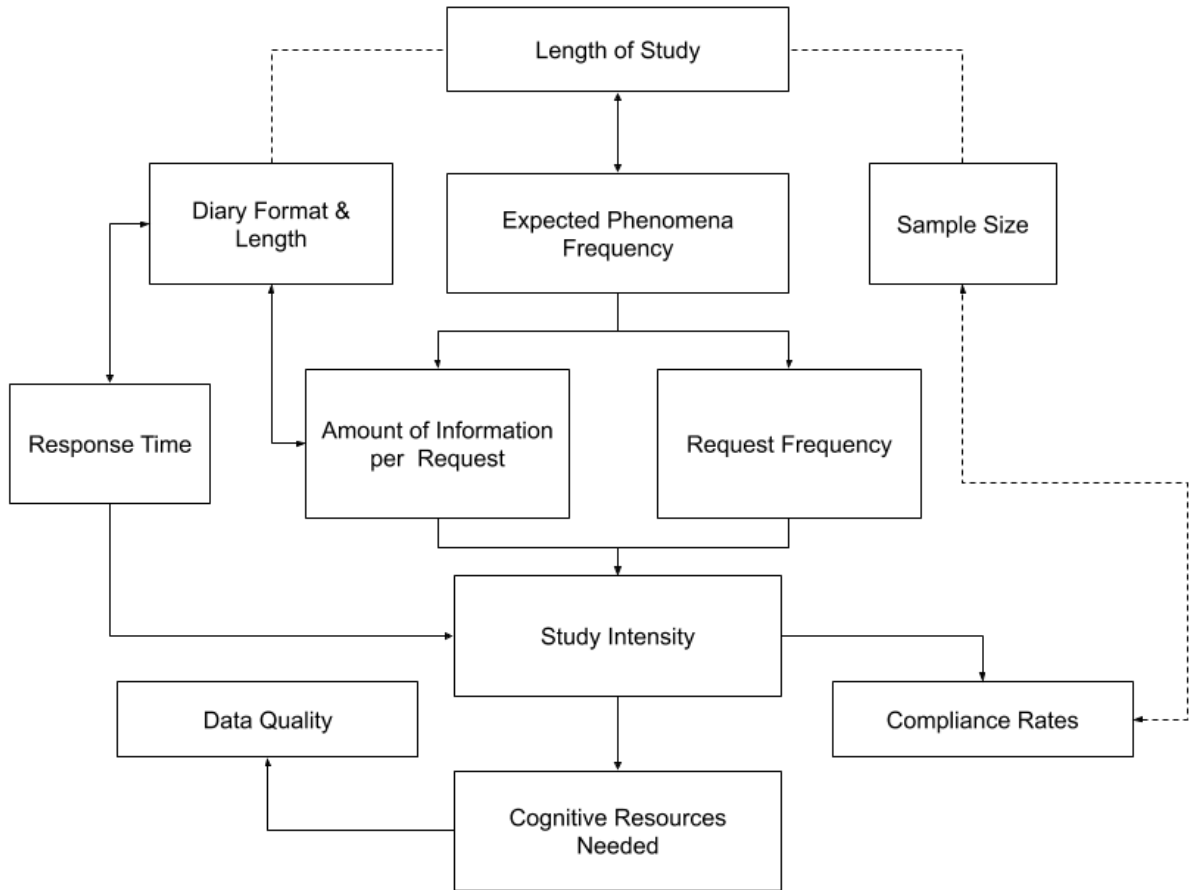 Length of Study
Diary Format &
Length
Expected Phenomena
Frequency
Sample Size
Response Time
Amount of Information
per Request
Request Frequency
Study Intensity
Data Quality
Compliance Rates
Cognitive Resources
Needed